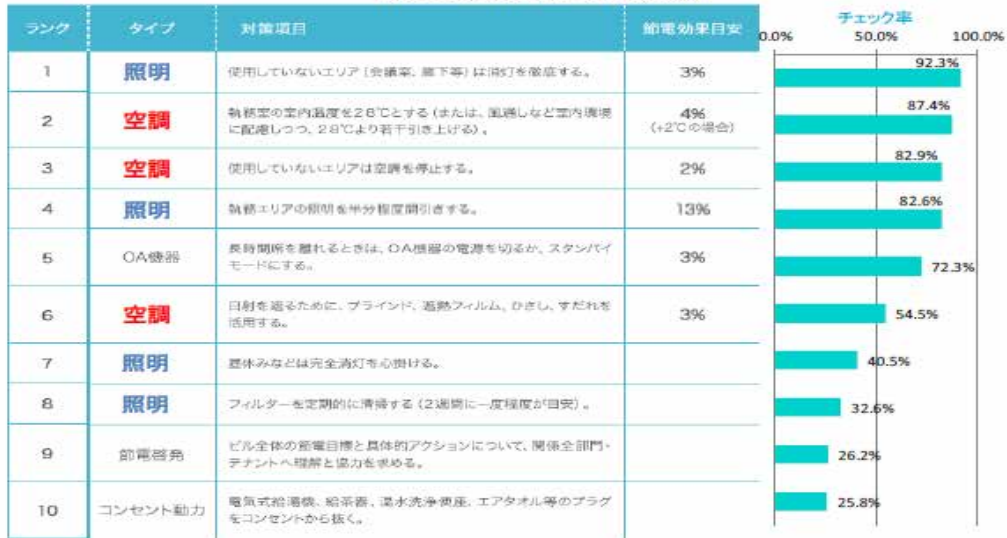 ランク
タイプ
対策項目
節電効果目安
チェック率
0.0%
50.0%
100.0%
1
照明
使用していないエリア(会議室、廊下等)は消灯を徹底する。
3%
92.3%
2
空調
執務室の室内温度を28℃とする(または、風通しなど室内環境
に配慮しつつ、28℃より若干引き上げる)。
4%
(+2℃の場合)
87.4%
3
空調
使用していないエリアは空調を停止する。
2%
82.9%
4
照明
執務エリアの照明を半分程度間引きする。
13%
82.6%
5
OA機器
長時間席を離れるときは、OA機器の電源を切るか、スタンバイ
モードにする。
3%
72.3%
6
空調
日射を遮るために、ブラインド、遮熱フィルム、ひさし、すだれを
活用する。
3%
54.5%
7
照明
昼休みなどは完全消灯を心掛ける。
40.5%
8
照明
フィルターを定期的に清掃する(2週間に一度程度が目安)。
32.6%
9
節電啓発
ビル全体の節電目標と具体的アクションについて、関係全部門・
テナントへ理解と協力を求める。
26.2%
10
コンセント動力
電気式給湯機、給茶器、温水洗浄便座、エアタオル等のプラグ
をコンセントから抜く。
25.8%